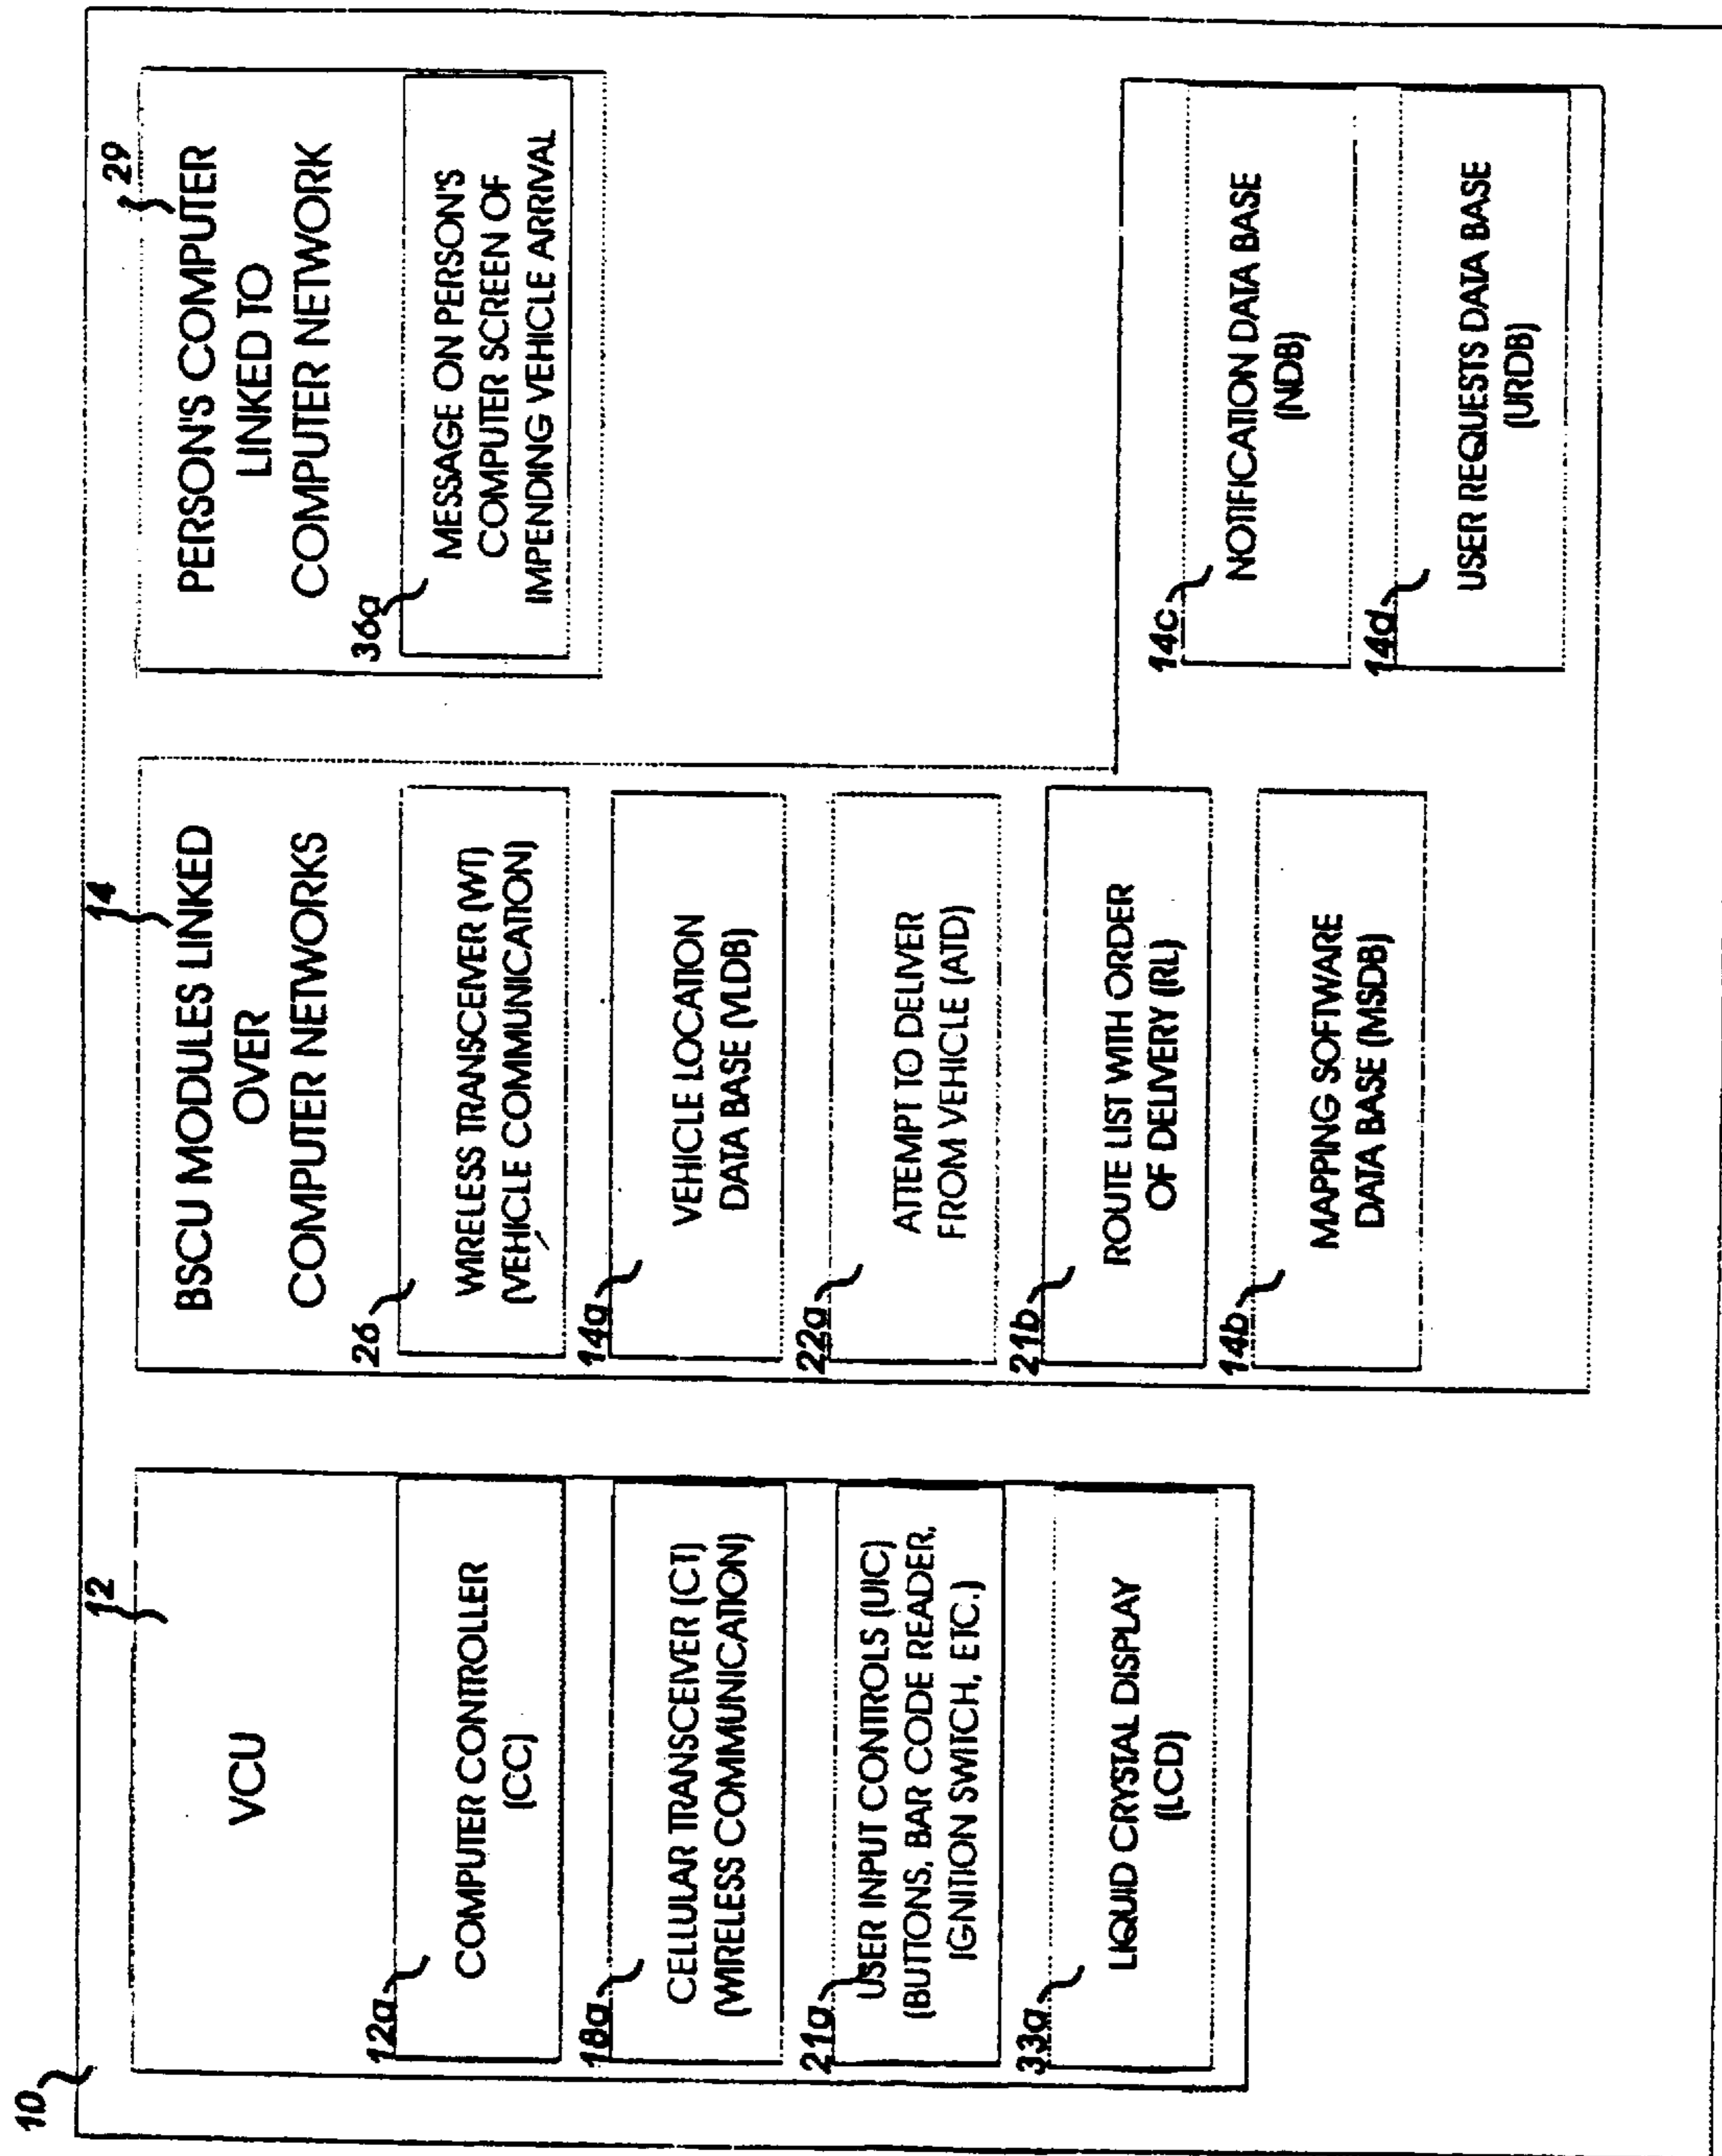 10
12
VCU
12a
COMPUTER CONTROLLER
(CC)
18a
CELLULAR TRANSCEIVER (CT)
(WIRELESS COMMUNICATION)
21a
USER INPUT CONTROLS (UIC)
(BUTTONS, BAR CODE READER,
IGNITION SWITCH, ETC.)
33a
LIQUID CRYSTAL DISPLAY
(LCD)
14
BSCU MODULES LINKED
OVER
COMPUTER NETWORKS
26
WIRELESS TRANSCEIVER (WT)
(VEHICLE COMMUNICATION)
14a
VEHICLE LOCATION
DATA BASE (VLDB)
22a
ATTEMPT TO DELIVER
FROM VEHICLE (ATD)
21b
ROUTE LIST WITH ORDER
OF DELIVERY (RL)
14b
MAPPING SOFTWARE
DATA BASE (MSDB)
29
PERSON'S COMPUTER
LINKED TO
COMPUTER NETWORK
36a
MESSAGE ON PERSON'S
COMPUTER SCREEN OF
IMPENDING VEHICLE ARRIVAL
14c
NOTIFICATION DATA BASE
(NDB)
14d
USER REQUESTS DATA BASE
(URDB)